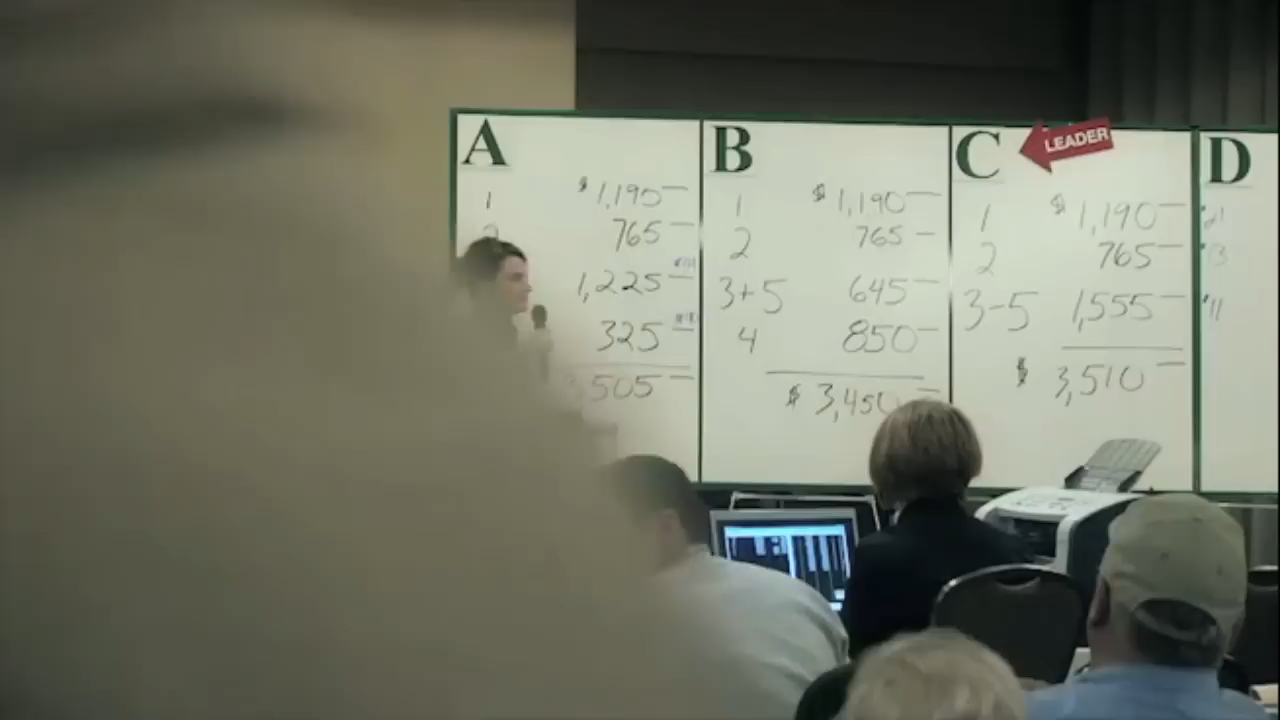 A
1 $1,190—
765—
1,225—
325—
505—
B
1 $1,190—
2 765—
3+5 645—
4 850—
$3,450—
C
LEADER
1 $1,190—
2 765—
3-5 1,555—
$ 3,510—
D